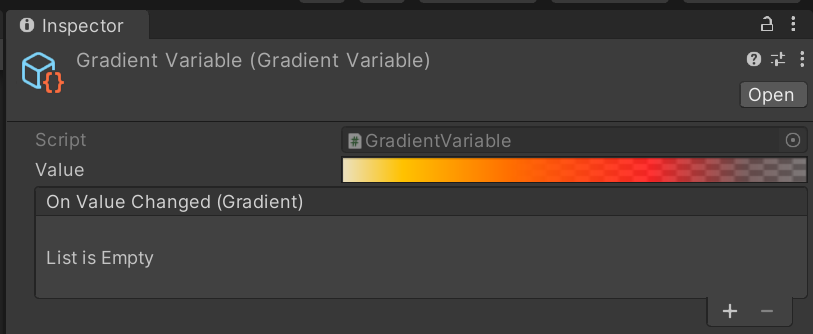 Inspector
Gradient Variable (Gradient Variable)
Open
Script
GradientVariable
Value
On Value Changed (Gradient)
List is Empty